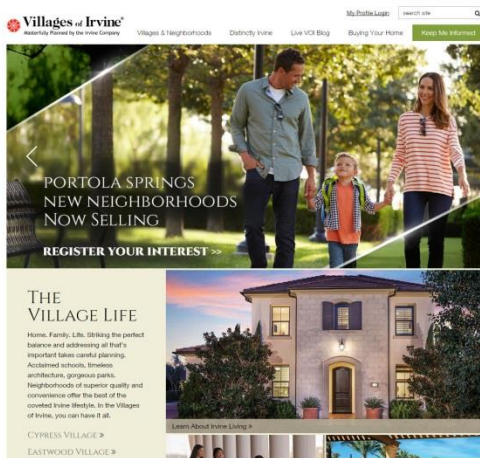 My Profile Login
search site
Villages of Irvine®
Masterfully Planned by the Irvine Company
Villages & Neighborhoods
Distinctly Irvine
Live VOI Blog
Buying Your Home
Keep Me Informed
PORTOLA SPRINGS
NEW NEIGHBORHOODS
NOW SELLING
REGISTER YOUR INTEREST >>
THE
VILLAGE LIFE
Home. Family. Life. Striking the perfect
balance and addressing all that's
important takes careful planning.
Acclaimed schools, timeless
architecture, gorgeous parks.
Neighborhoods of superior quality and
convenience offer the best of the
coveted Irvine lifestyle. In the Villages
of Irvine, you can have it all.
CYPRESS VILLAGE »
EASTWOOD VILLAGE »
Learn About Irvine Living »